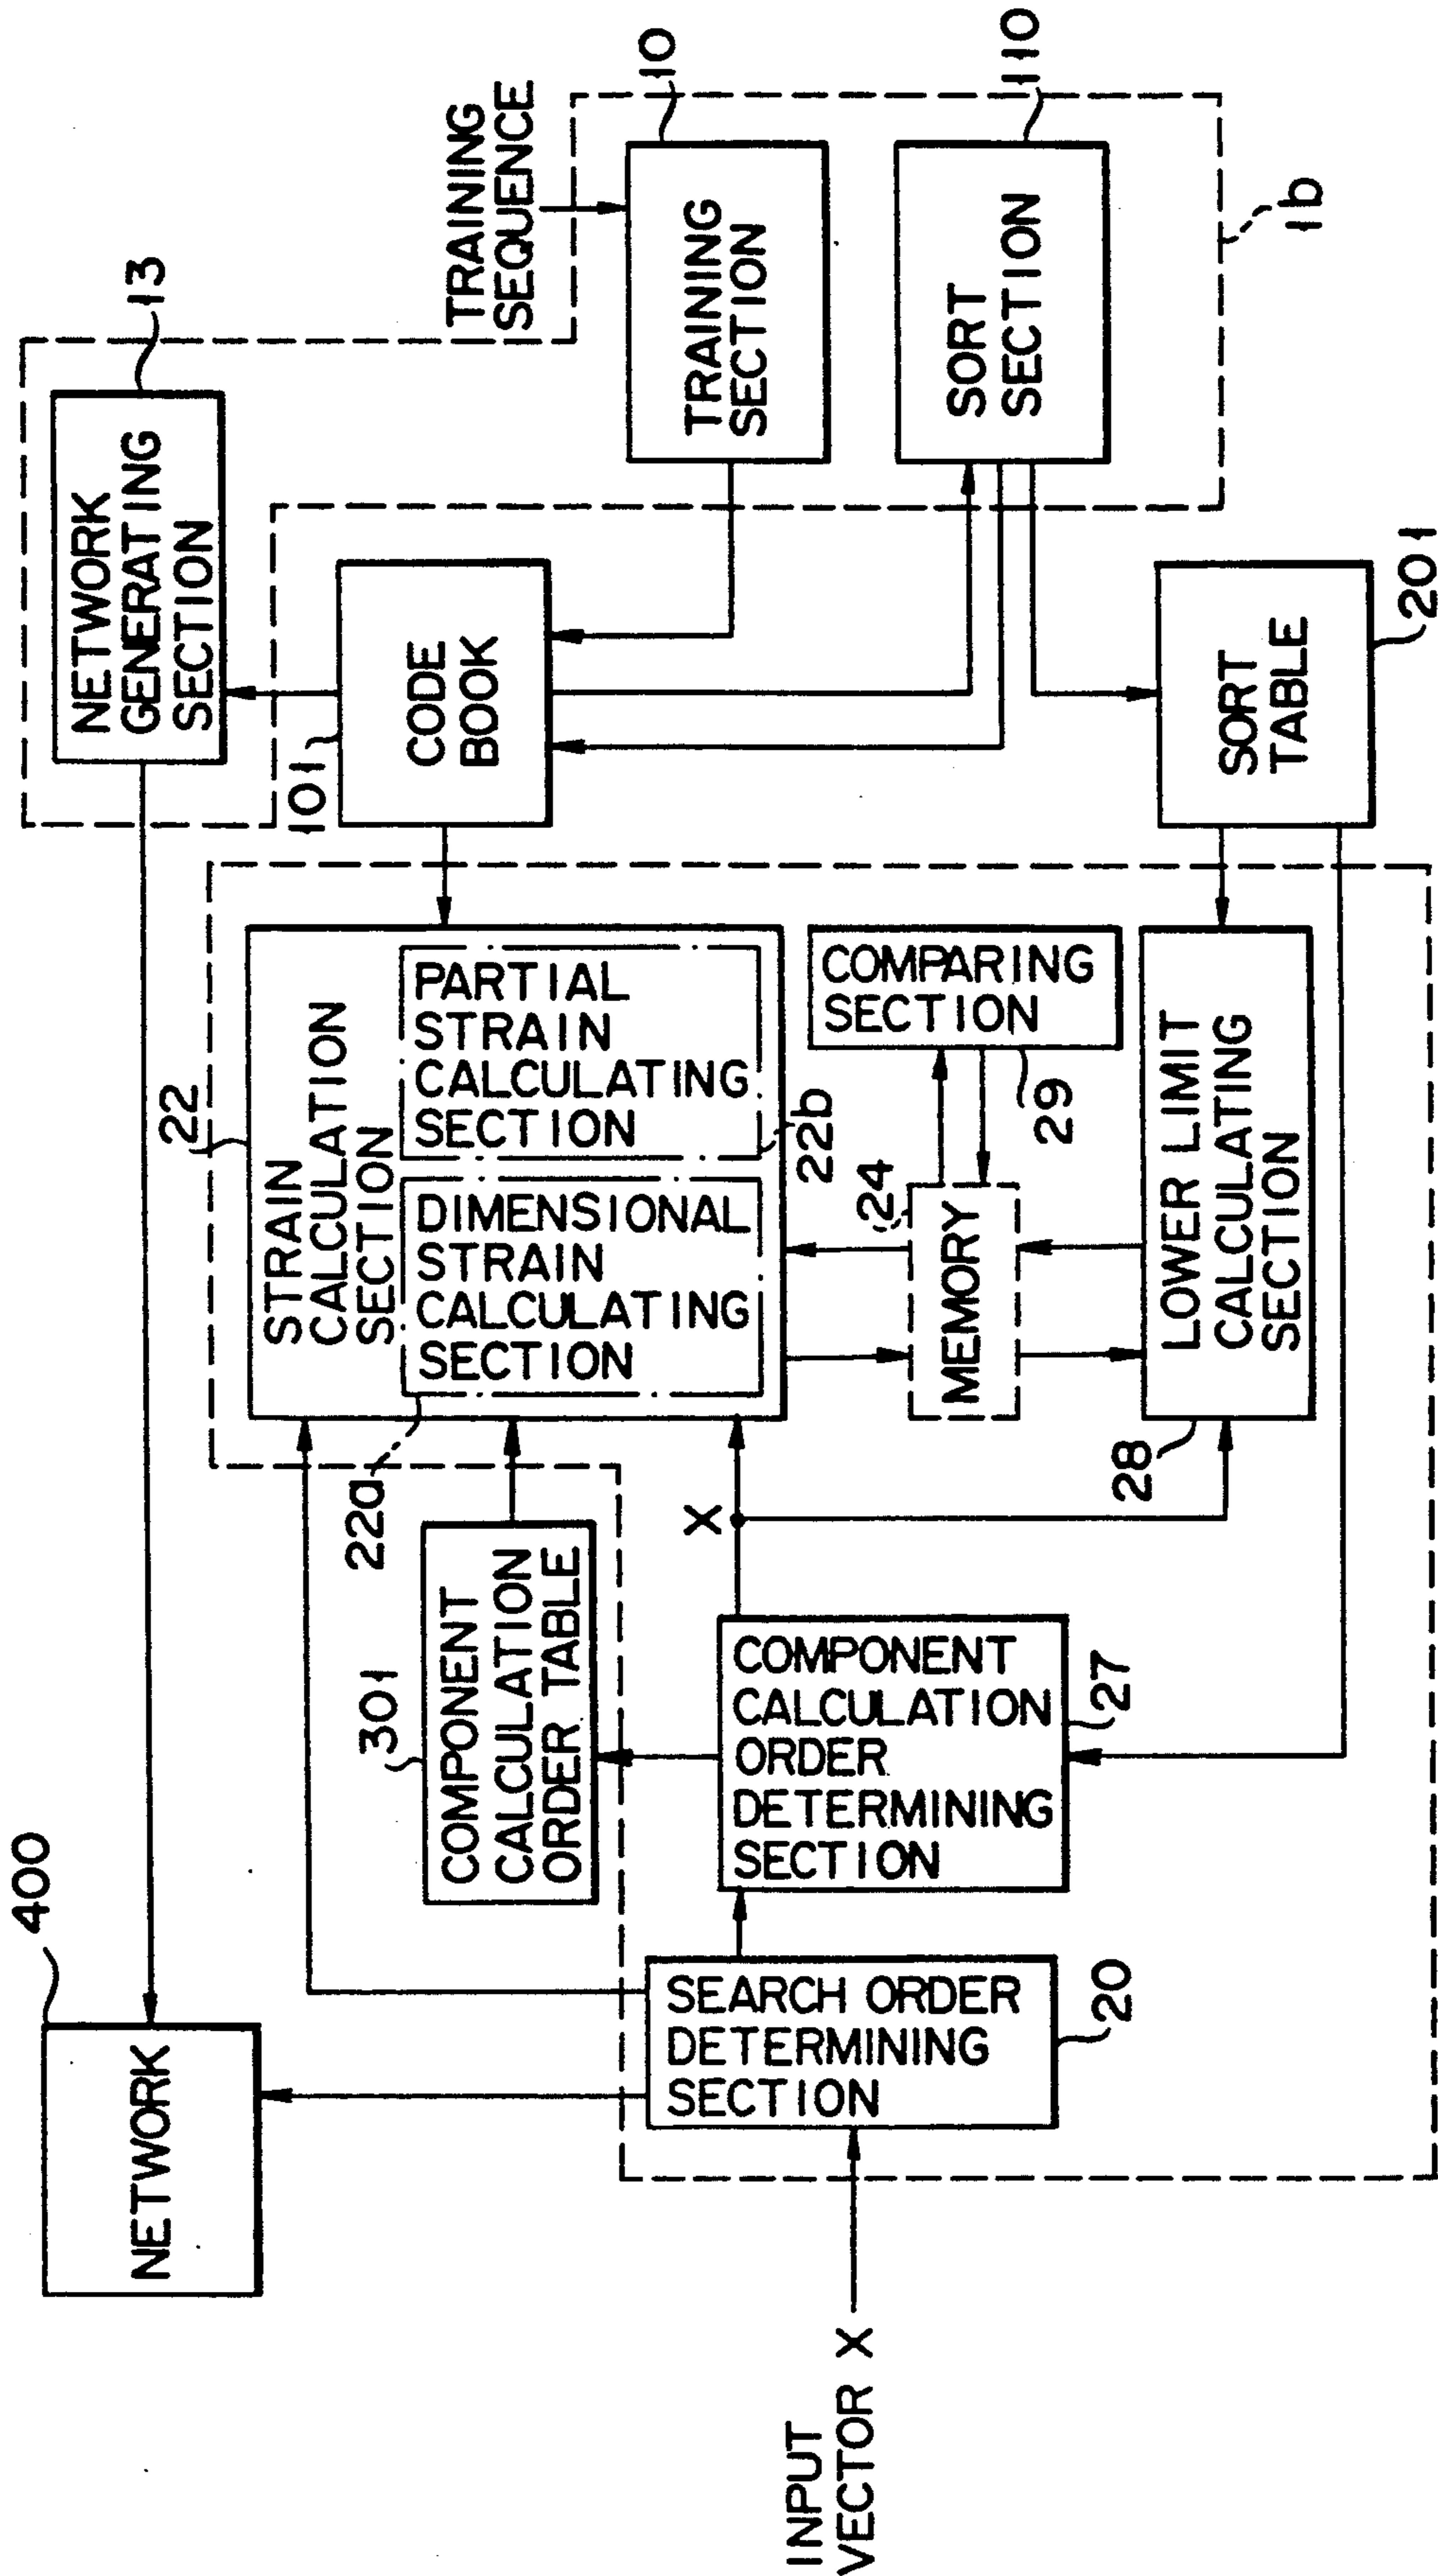 400
NETWORK
NETWORK
GENERATING
SECTION
13
TRAINING
SEQUENCE
TRAINING
SECTION
10
SORT
SECTION
110
1b
101
CODE
BOOK
SORT
TABLE
201
22
STRAIN
CALCULATION
SECTION
PARTIAL
STRAIN
CALCULATING
SECTION
22b
DIMENSIONAL
STRAIN
CALCULATING
SECTION
22a
COMPARING
SECTION
29
24
MEMORY
LOWER LIMIT
CALCULATING
SECTION
28
301
COMPONENT
CALCULATION
ORDER TABLE
X
COMPONENT
CALCULATION
ORDER
DETERMINING
SECTION
27
SEARCH ORDER
DETERMINING
SECTION
20
INPUT
VECTOR X